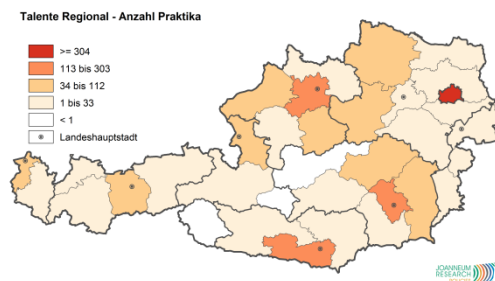 Talente Regional - Anzahl Praktika
>= 304
113 bis 303
34 bis 112
1 bis 33
< 1
Landeshauptstadt
JOANNEUM
RESEARCH